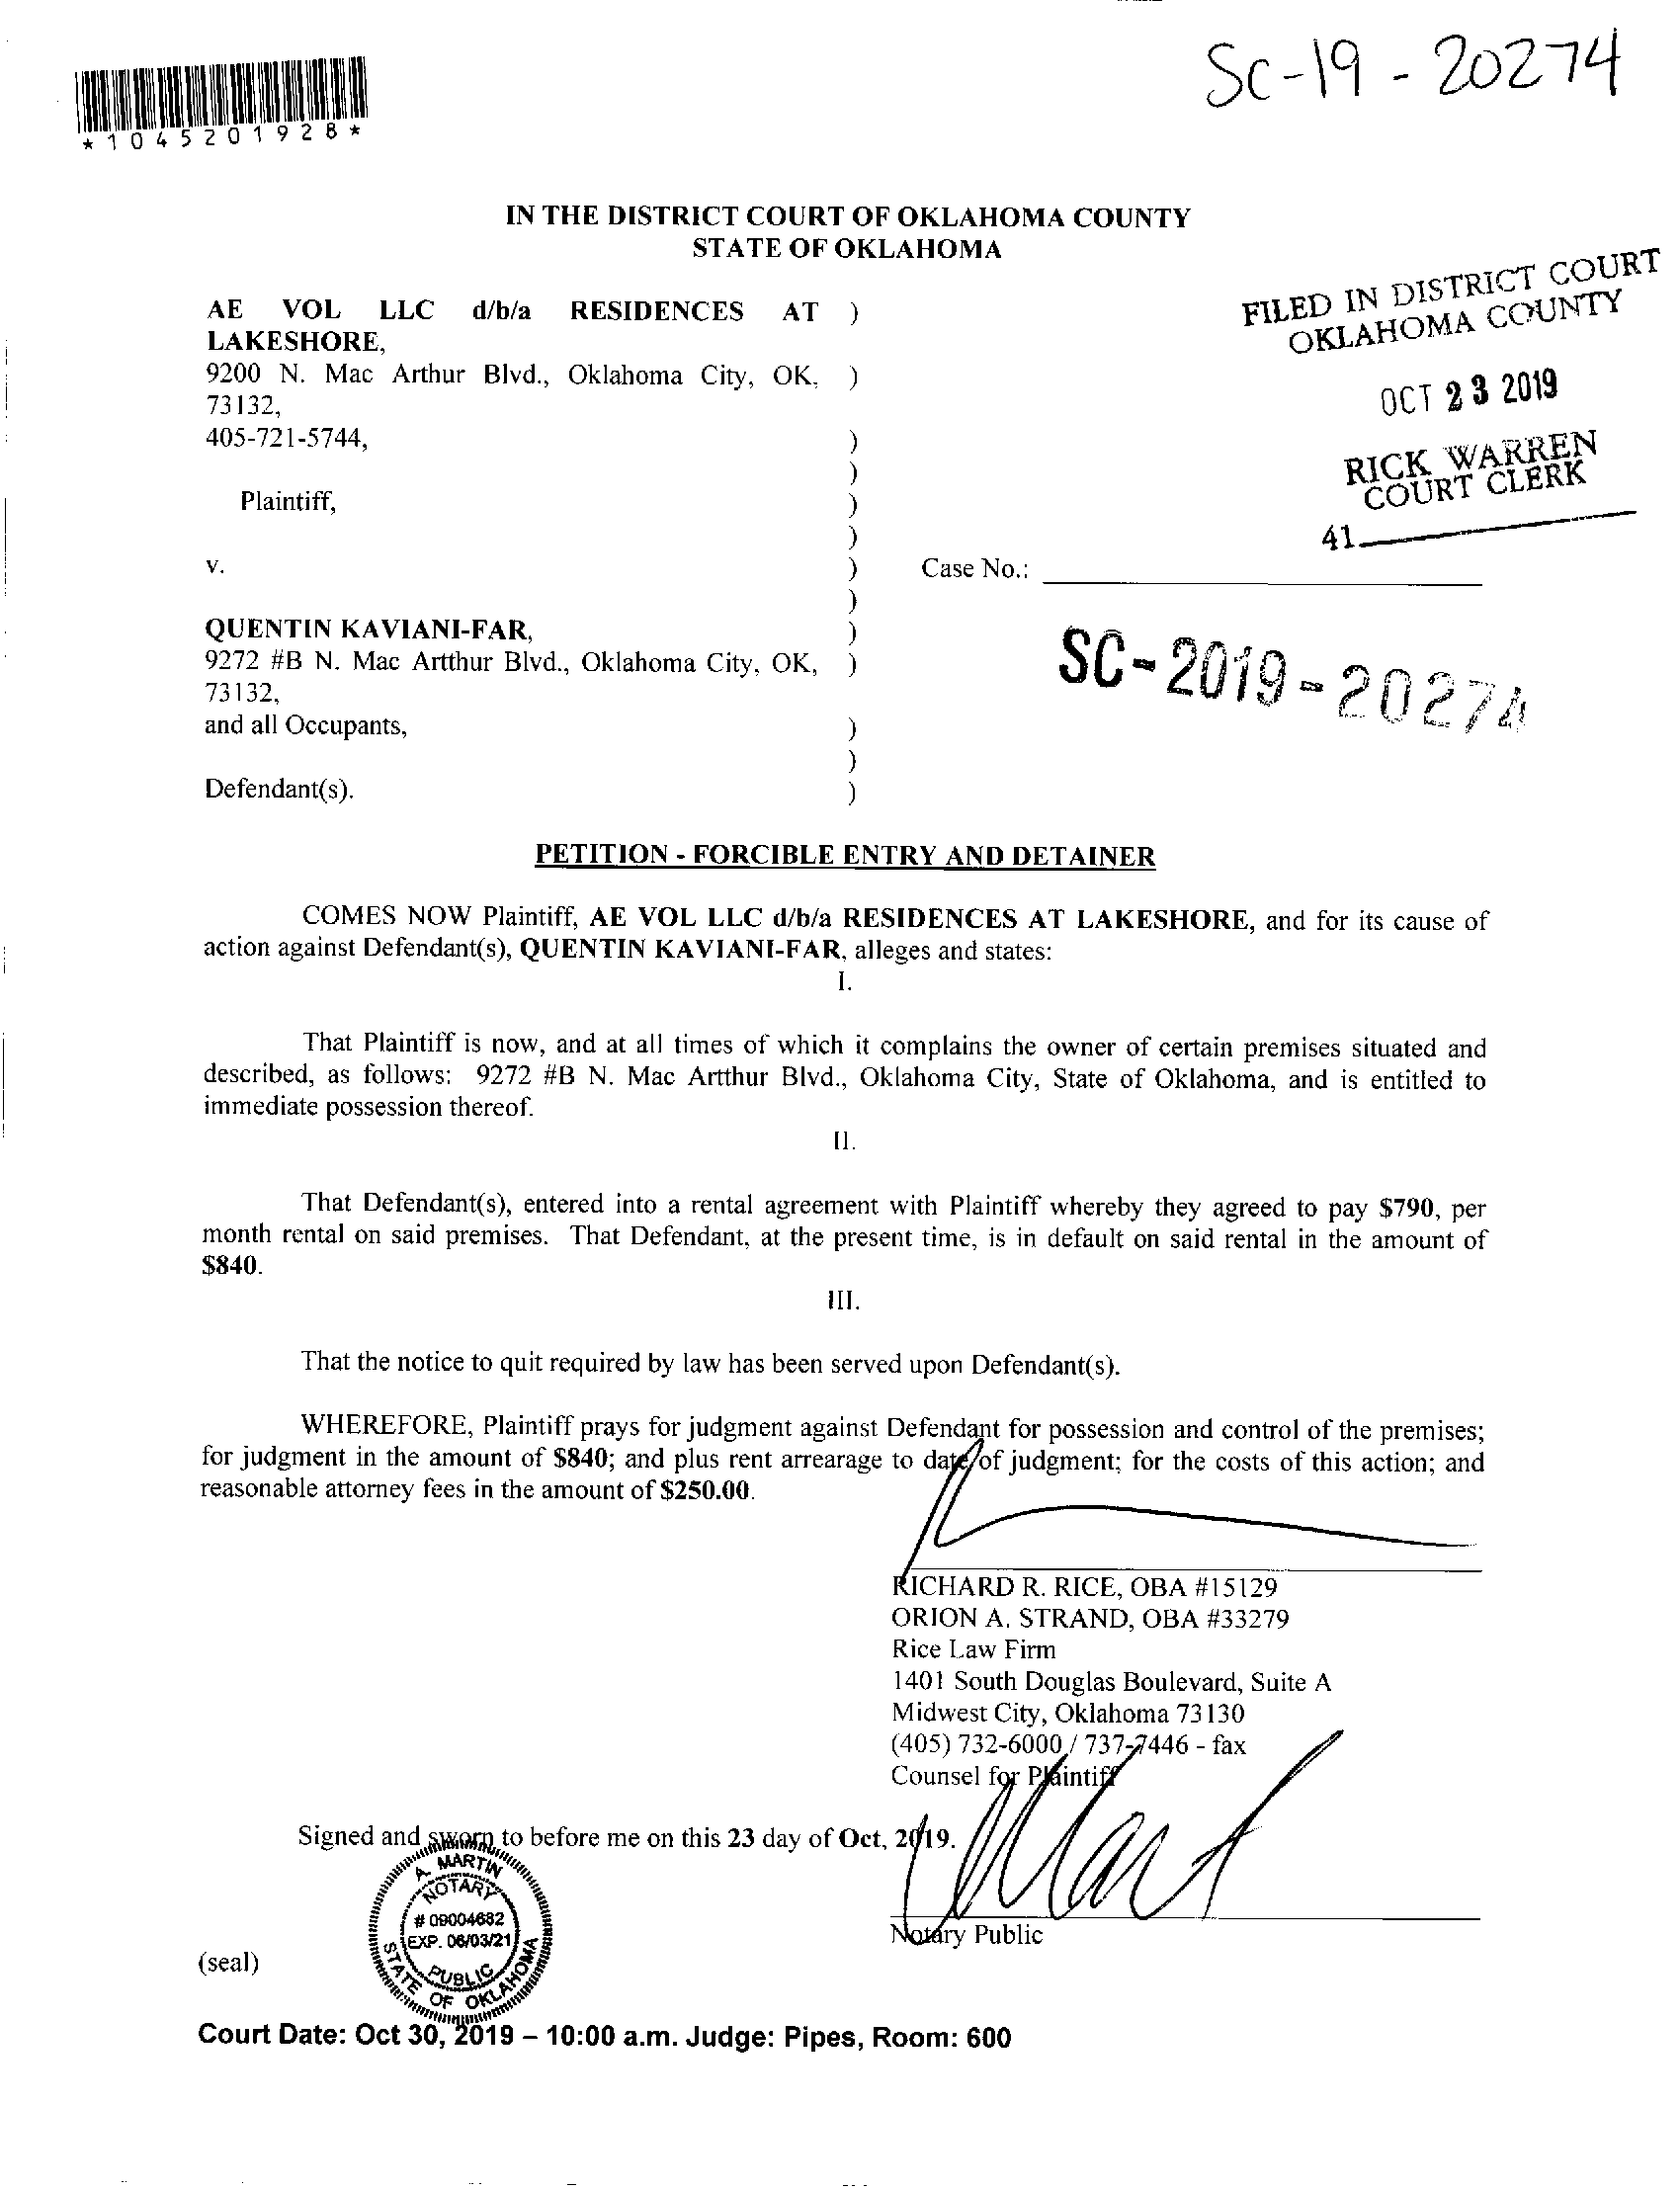 SC-19-20274
*1045201928*
IN THE DISTRICT COURT OF OKLAHOMA COUNTY
STATE OF OKLAHOMA
FILED IN DISTRICT COURT
OKLAHOMA COUNTY
OCT 23 2019
RICK WARREN
COURT CLERK
41
AE VOL LLC d/b/a RESIDENCES AT )
LAKESHORE,
9200 N. Mac Arthur Blvd., Oklahoma City, OK, )
73132,
405-721-5744, )
)
Plaintiff, )
)
v. ) Case No.:
)
QUENTIN KAVIANI-FAR, )
9272 #B N. Mac Artthur Blvd., Oklahoma City, OK, )
73132,
and all Occupants, )
)
Defendant(s). )
SC-2019-20274
PETITION - FORCIBLE ENTRY AND DETAINER
COMES NOW Plaintiff, AE VOL LLC d/b/a RESIDENCES AT LAKESHORE, and for its cause of
action against Defendant(s), QUENTIN KAVIANI-FAR, alleges and states:
I.
That Plaintiff is now, and at all times of which it complains the owner of certain premises situated and
described, as follows: 9272 #B N. Mac Artthur Blvd., Oklahoma City, State of Oklahoma, and is entitled to
immediate possession thereof.
II.
That Defendant(s), entered into a rental agreement with Plaintiff whereby they agreed to pay $790, per
month rental on said premises. That Defendant, at the present time, is in default on said rental in the amount of
$840.
III.
That the notice to quit required by law has been served upon Defendant(s).
WHEREFORE, Plaintiff prays for judgment against Defendant for possession and control of the premises;
for judgment in the amount of $840; and plus rent arrearage to date of judgment; for the costs of this action; and
reasonable attorney fees in the amount of $250.00.
RICHARD R. RICE, OBA #15129
ORION A. STRAND, OBA #33279
Rice Law Firm
1401 South Douglas Boulevard, Suite A
Midwest City, Oklahoma 73130
(405) 732-6000 / 737-7446 - fax
Counsel for Plaintiff
Signed and sworn to before me on this 23 day of Oct, 2019.
A. MARTIN
NOTARY
# 09004682
EXP. 06/03/21
PUBLIC
STATE OF OKLAHOMA
Notary Public
(seal)
Court Date: Oct 30, 2019 – 10:00 a.m. Judge: Pipes, Room: 600